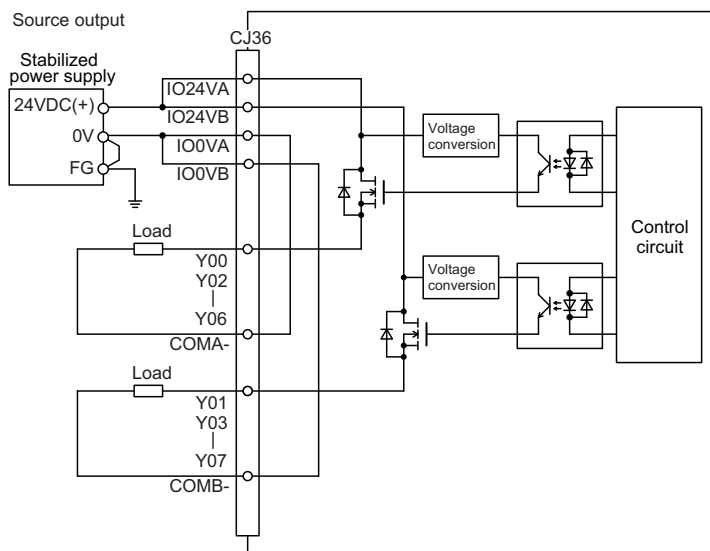 Source output
CJ36
Stabilized
power supply
24VDC(+)
0V
FG
IO24VA
IO24VB
IO0VA
IO0VB
Voltage
conversion
Control
circuit
Load
Y00
Y02
Y06
COMA-
Voltage
conversion
Load
Y01
Y03
Y07
COMB-